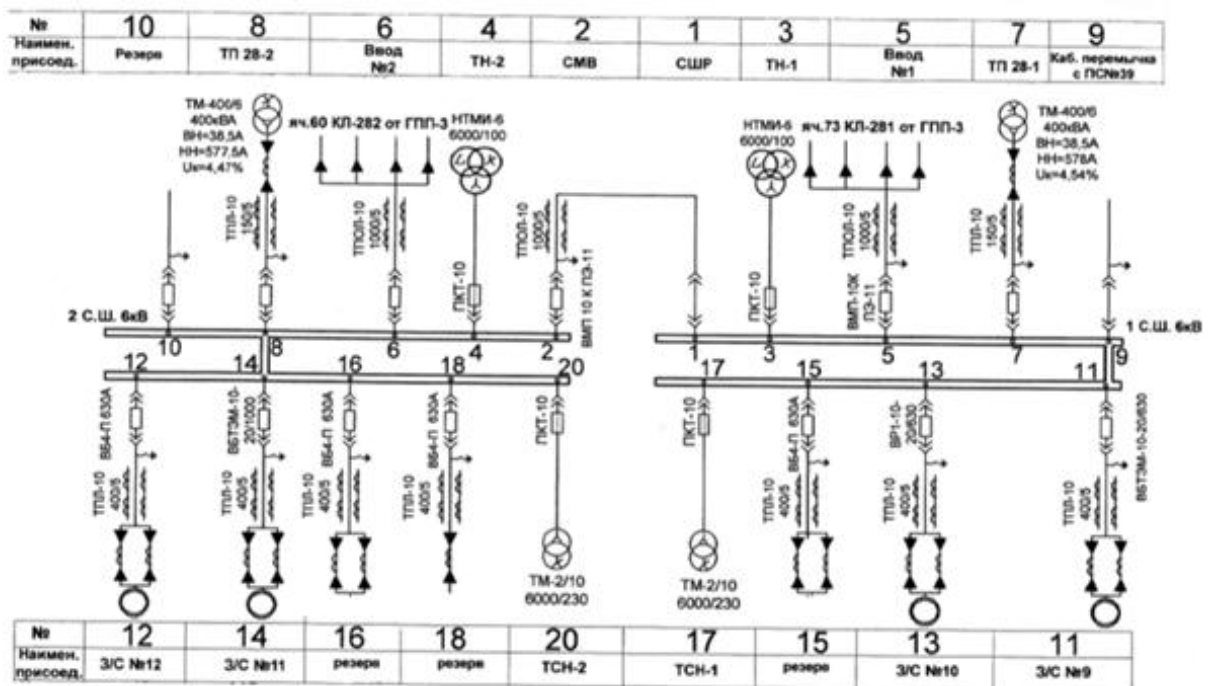 № 10 8 6 4 2 1 3 5 7 9
Наимен. присоед. Резерв ТП 28-2 Ввод №2 ТН-2 СМВ СШР ТН-1 Ввод №1 ТП 28-1 Каб. перемычка с ПС№39
ТМ-400/6
400кВА
ВН=38,5А
НН=577,5А
Uк=4,47%
яч.60 КЛ-282 от ГПП-3
НТМИ-6
6000/100
НТМИ-6
6000/100
яч.73 КЛ-281 от ГПП-3
ТМ-400/6
400кВА
ВН=38,5А
НН=578А
Uк=4,54%
ТПЛ-10
150/5
ТПОЛ-10
1000/5
ПКТ-10
ТПОЛ-10
1000/5
ВМП 10 К ПЭ-11
ПКТ-10
ТПОЛ-10
1000/5
ВМП-10К
ПЭ-11
ТПЛ-10
150/5
2 С.Ш. 6кВ
1 С.Ш. 6кВ
10 8 6 4 2 1 3 5 7 9
12 14 16 18 20 17 15 13 11
ВБ4-П 630А
ВБТЭМ-10-
20/1000
ВБ4-П 630А
ВБ4-П 630А
ПКТ-10
ПКТ-10
ВБ4-П 630А
ВР1-10-
20/630
ВБТЭМ-10-20/630
ТПЛ-10
400/5
ТПЛ-10
400/5
ТПЛ-10
400/5
ТПЛ-10
400/5
ТПЛ-10
400/5
ТПЛ-10
400/5
ТПЛ-10
400/5
ТМ-2/10
6000/230
ТМ-2/10
6000/230
№ 12 14 16 18 20 17 15 13 11
Наимен. присоед. З/С №12 З/С №11 резерв резерв ТСН-2 ТСН-1 резерв З/С №10 З/С №9